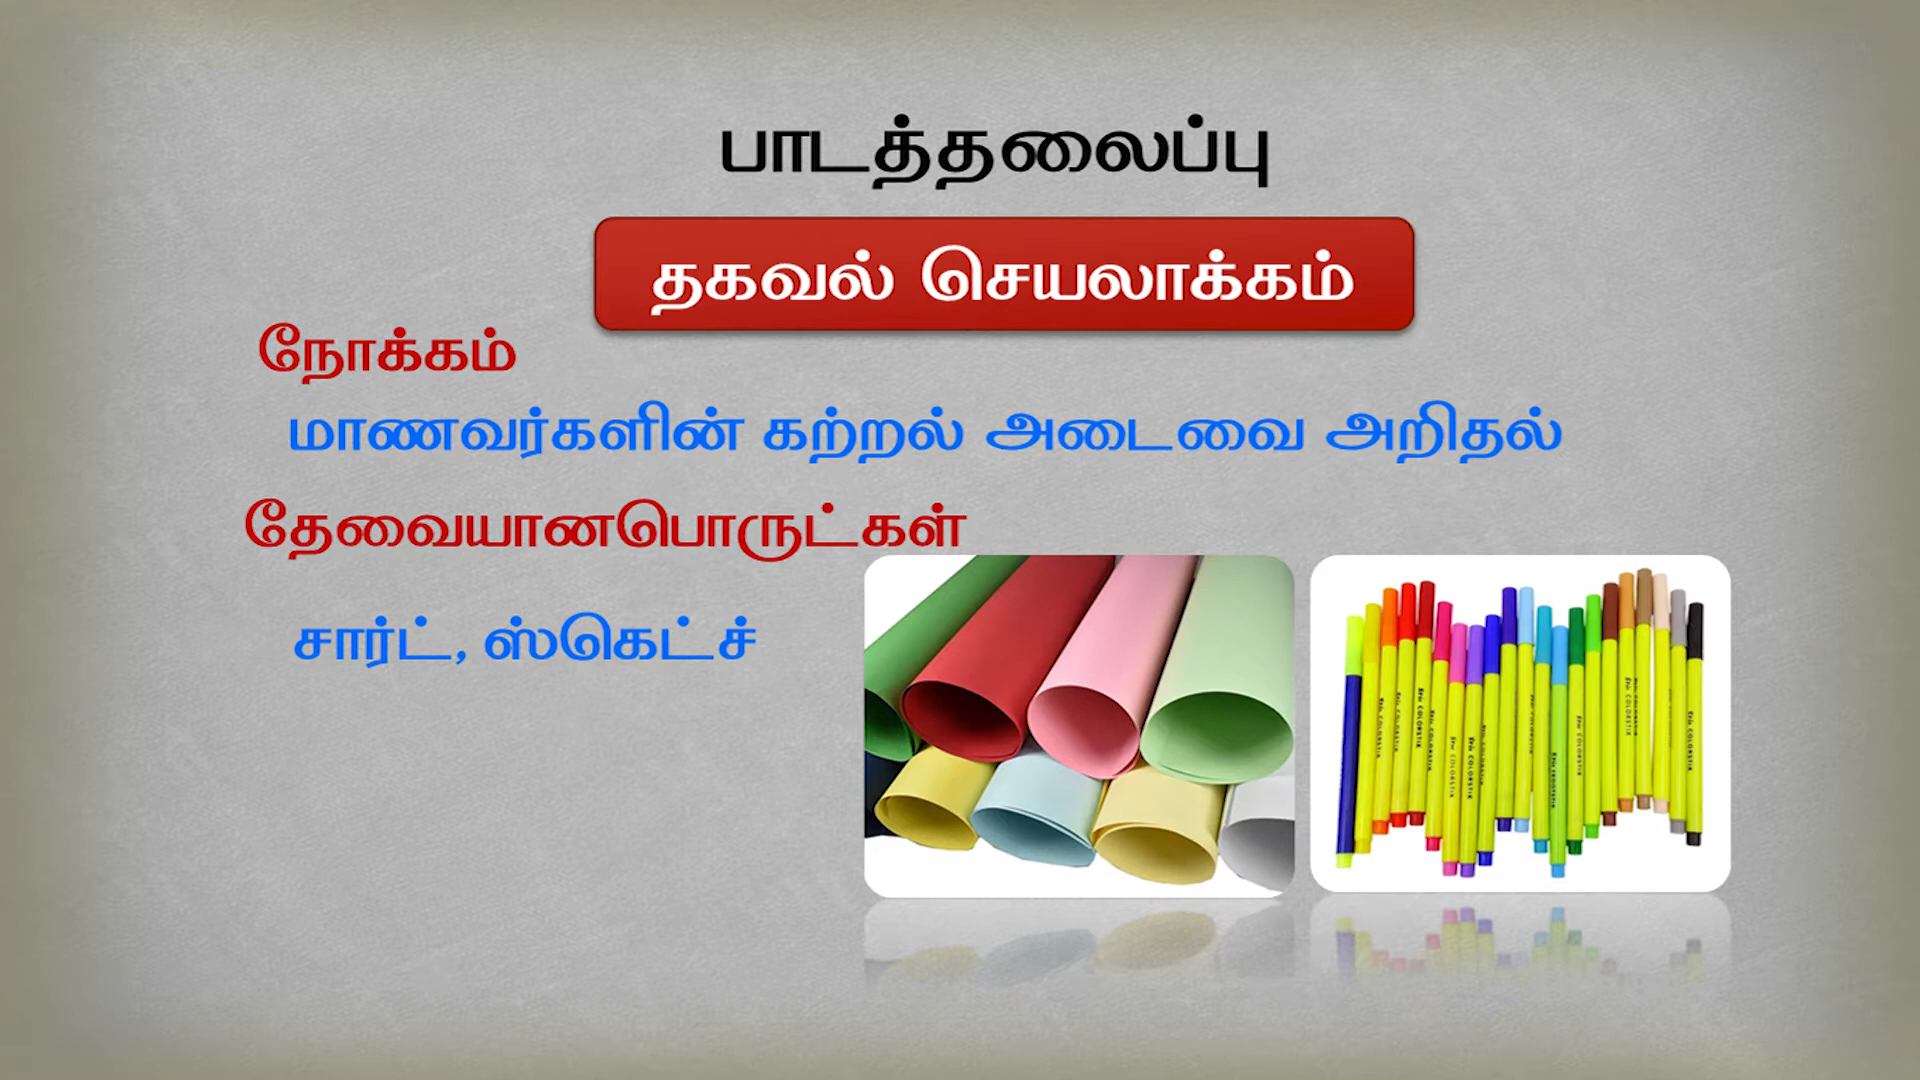 பாடத்தலைப்பு
தகவல் செயலாக்கம்
நோக்கம்
மாணவர்களின் கற்றல் அடைவை அறிதல்
தேவையானபொருட்கள்
சார்ட், ஸ்கெட்ச்